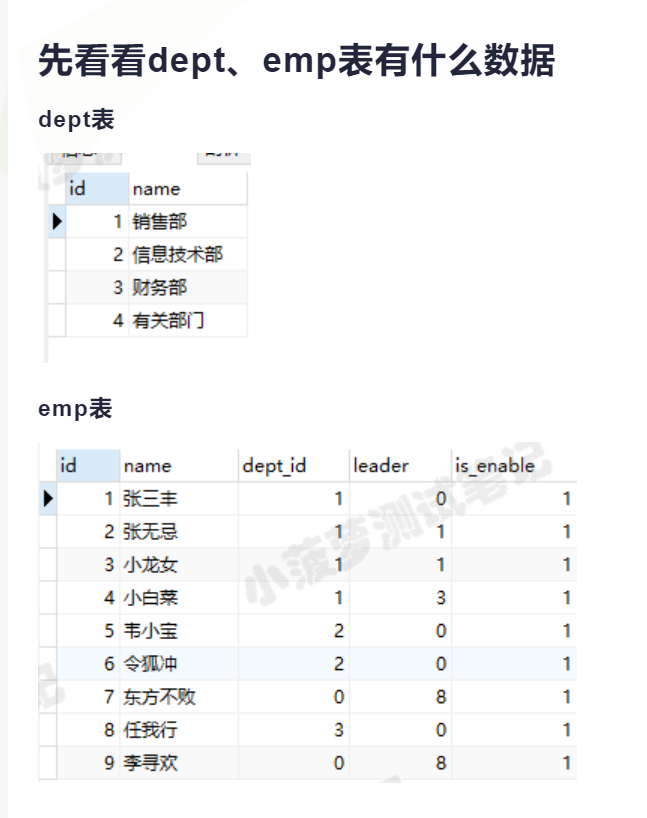 先看看dept、emp表有什么数据
dept表
id name
1 销售部
2 信息技术部
3 财务部
4 有关部门
emp表
id name dept_id leader is_enable
1 张三丰 1 0 1
2 张无忌 1 1 1
3 小龙女 1 1 1
4 小白菜 1 3 1
5 韦小宝 2 0 1
6 令狐冲 2 0 1
7 东方不败 0 8 1
8 任我行 3 0 1
9 李寻欢 0 8 1
小菠萝测试笔记